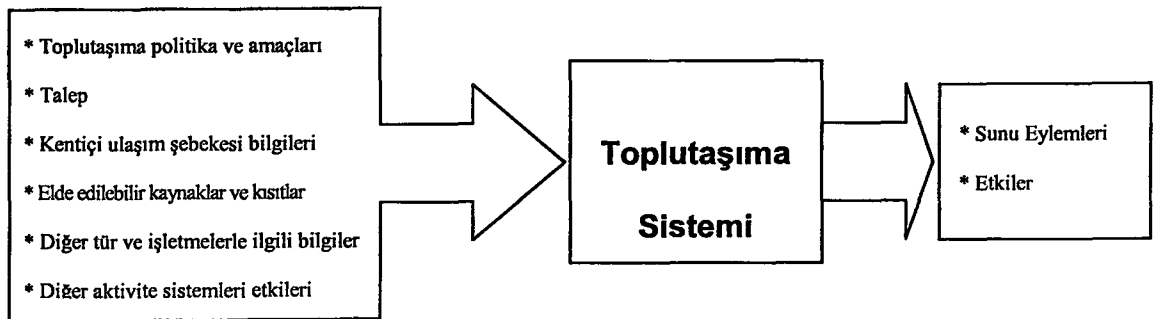 * Toplutaşıma politika ve amaçları
* Talep
* Kentiçi ulaşım şebekesi bilgileri
* Elde edilebilir kaynaklar ve kısıtlar
* Diğer tür ve işletmelerle ilgili bilgiler
* Diğer aktivite sistemleri etkileri
Toplutaşıma
Sistemi
* Sunu Eylemleri
* Etkiler